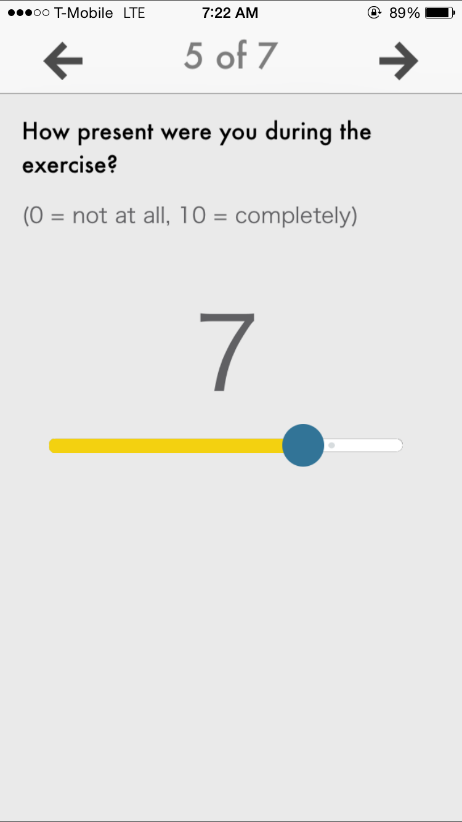 T-Mobile LTE 7:22 AM 89%
5 of 7
How present were you during the
exercise?
(0 = not at all, 10 = completely)
7